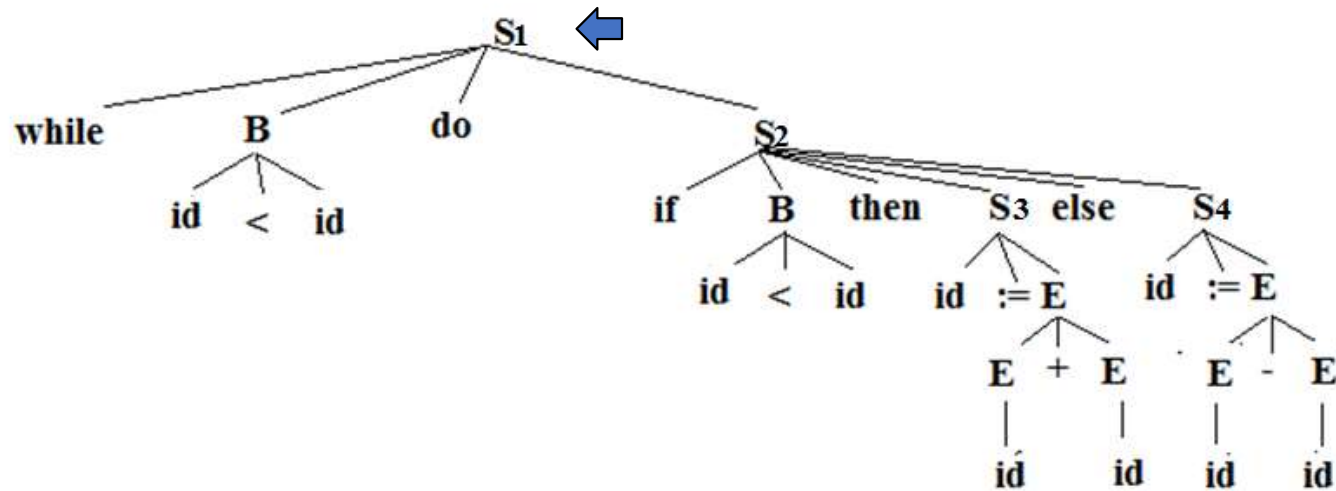 S1
while B do S2
id < id if B then S3 else S4
id < id id := E id := E
E + E E - E
id id id id